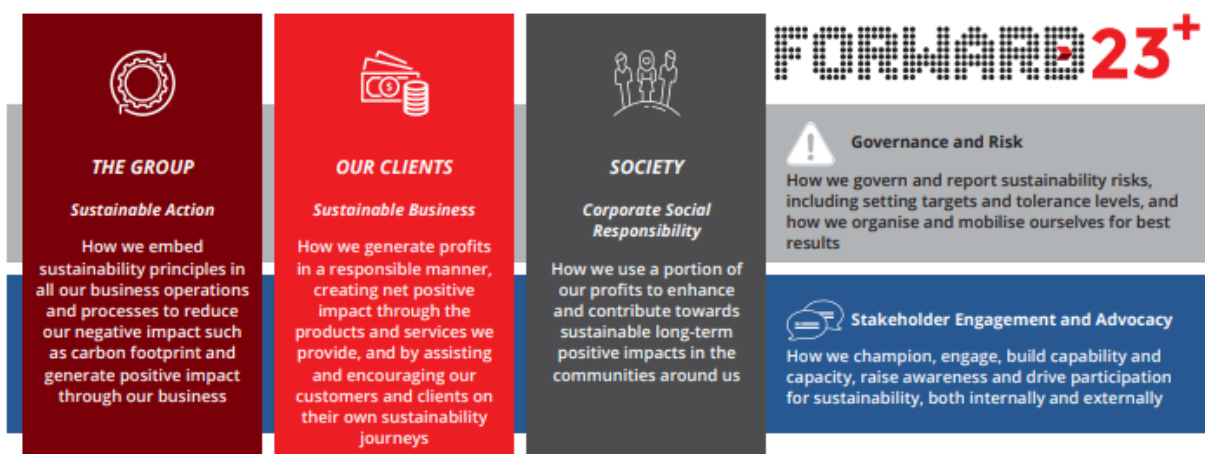 THE GROUP
Sustainable Action
How we embed
sustainability principles in
all our business operations
and processes to reduce
our negative impact such
as carbon footprint and
generate positive impact
through our business
OUR CLIENTS
Sustainable Business
How we generate profits
in a responsible manner,
creating net positive
impact through the
products and services we
provide, and by assisting
and encouraging our
customers and clients on
their own sustainability
journeys
SOCIETY
Corporate Social
Responsibility
How we use a portion of
our profits to enhance
and contribute towards
sustainable long-term
positive impacts in the
communities around us
FORWARD23+
Governance and Risk
How we govern and report sustainability risks,
including setting targets and tolerance levels, and
how we organise and mobilise ourselves for best
results
Stakeholder Engagement and Advocacy
How we champion, engage, build capability and
capacity, raise awareness and drive participation
for sustainability, both internally and externally